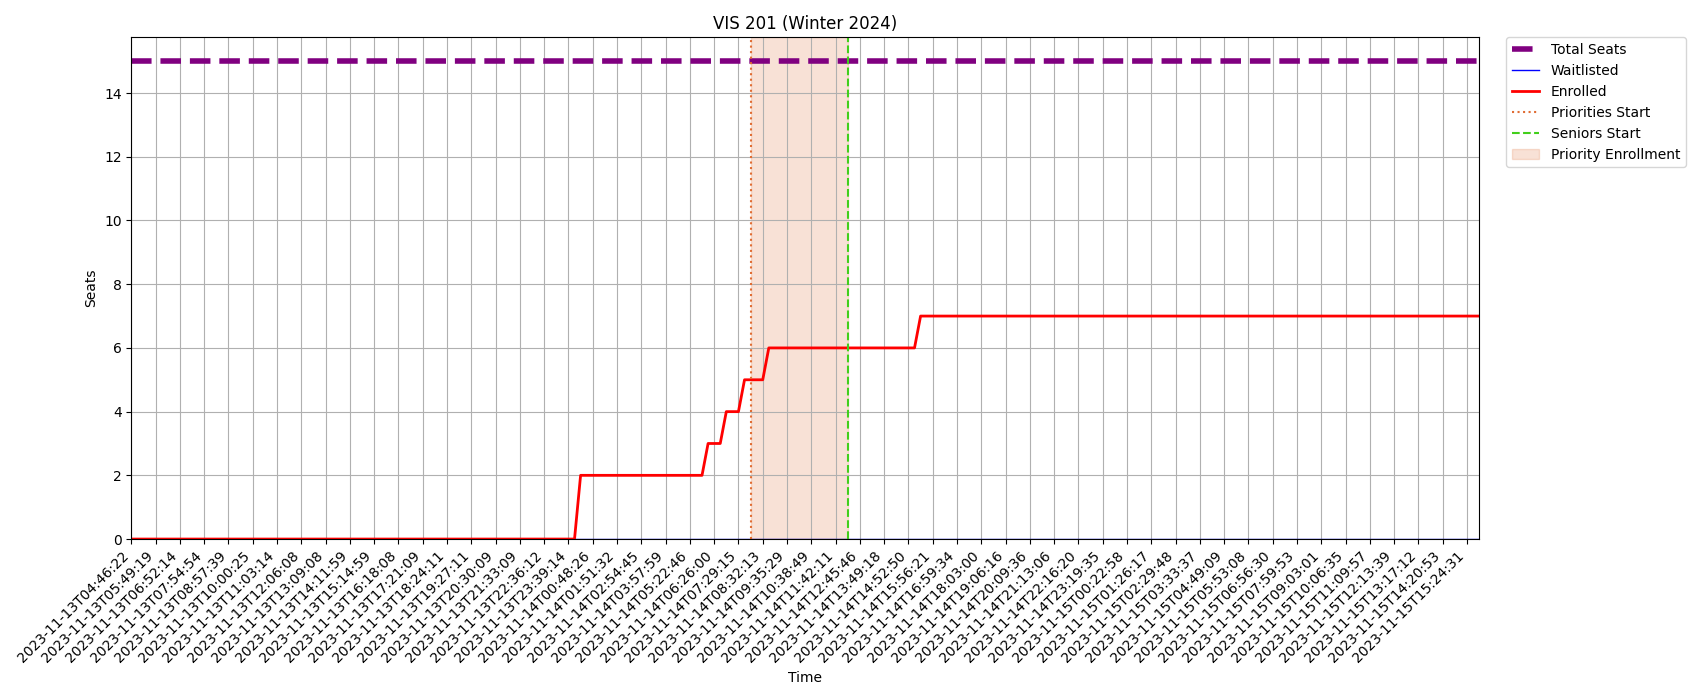 VIS 201 (Winter 2024)
Total Seats
Waitlisted
Enrolled
Priorities Start
Seniors Start
Priority Enrollment
Seats
14
12
10
8
6
4
2
0
2023-11-13T04:46:22
2023-11-13T05:49:19
2023-11-13T06:52:14
2023-11-13T07:54:54
2023-11-13T08:57:39
2023-11-13T10:00:25
2023-11-13T11:03:14
2023-11-13T12:06:08
2023-11-13T13:09:08
2023-11-13T14:11:59
2023-11-13T15:14:59
2023-11-13T16:18:08
2023-11-13T17:21:09
2023-11-13T18:24:11
2023-11-13T19:27:11
2023-11-13T20:30:09
2023-11-13T21:33:09
2023-11-13T22:36:12
2023-11-13T23:39:14
2023-11-14T00:48:26
2023-11-14T01:51:32
2023-11-14T02:54:45
2023-11-14T03:57:59
2023-11-14T05:22:46
2023-11-14T06:26:00
2023-11-14T07:29:15
2023-11-14T08:32:13
2023-11-14T09:35:29
2023-11-14T10:38:49
2023-11-14T11:42:11
2023-11-14T12:45:46
2023-11-14T13:49:18
2023-11-14T14:52:50
2023-11-14T15:56:21
2023-11-14T16:59:34
2023-11-14T18:03:00
2023-11-14T19:06:16
2023-11-14T20:09:36
2023-11-14T21:13:06
2023-11-14T22:16:20
2023-11-14T23:19:35
2023-11-15T00:22:58
2023-11-15T01:26:17
2023-11-15T02:29:48
2023-11-15T03:33:37
2023-11-15T04:49:09
2023-11-15T05:53:08
2023-11-15T06:56:30
2023-11-15T07:59:53
2023-11-15T09:03:01
2023-11-15T10:06:35
2023-11-15T11:09:57
2023-11-15T12:13:39
2023-11-15T13:17:12
2023-11-15T14:20:53
2023-11-15T15:24:31
Time